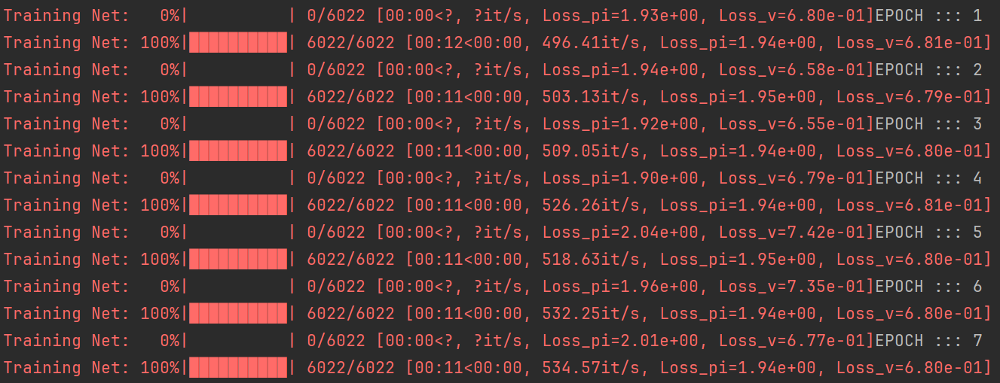 Training Net:   0%|          | 0/6022 [00:00<?, ?it/s, Loss_pi=1.93e+00, Loss_v=6.80e-01]EPOCH ::: 1
Training Net: 100%|██████████| 6022/6022 [00:12<00:00, 496.41it/s, Loss_pi=1.94e+00, Loss_v=6.81e-01]
Training Net:   0%|          | 0/6022 [00:00<?, ?it/s, Loss_pi=1.94e+00, Loss_v=6.58e-01]EPOCH ::: 2
Training Net: 100%|██████████| 6022/6022 [00:11<00:00, 503.13it/s, Loss_pi=1.95e+00, Loss_v=6.79e-01]
Training Net:   0%|          | 0/6022 [00:00<?, ?it/s, Loss_pi=1.92e+00, Loss_v=6.55e-01]EPOCH ::: 3
Training Net: 100%|██████████| 6022/6022 [00:11<00:00, 509.05it/s, Loss_pi=1.94e+00, Loss_v=6.80e-01]
Training Net:   0%|          | 0/6022 [00:00<?, ?it/s, Loss_pi=1.90e+00, Loss_v=6.79e-01]EPOCH ::: 4
Training Net: 100%|██████████| 6022/6022 [00:11<00:00, 526.26it/s, Loss_pi=1.94e+00, Loss_v=6.81e-01]
Training Net:   0%|          | 0/6022 [00:00<?, ?it/s, Loss_pi=2.04e+00, Loss_v=7.42e-01]EPOCH ::: 5
Training Net: 100%|██████████| 6022/6022 [00:11<00:00, 518.63it/s, Loss_pi=1.95e+00, Loss_v=6.80e-01]
Training Net:   0%|          | 0/6022 [00:00<?, ?it/s, Loss_pi=1.96e+00, Loss_v=7.35e-01]EPOCH ::: 6
Training Net: 100%|██████████| 6022/6022 [00:11<00:00, 532.25it/s, Loss_pi=1.94e+00, Loss_v=6.80e-01]
Training Net:   0%|          | 0/6022 [00:00<?, ?it/s, Loss_pi=2.01e+00, Loss_v=6.77e-01]EPOCH ::: 7
Training Net: 100%|██████████| 6022/6022 [00:11<00:00, 534.57it/s, Loss_pi=1.94e+00, Loss_v=6.80e-01]